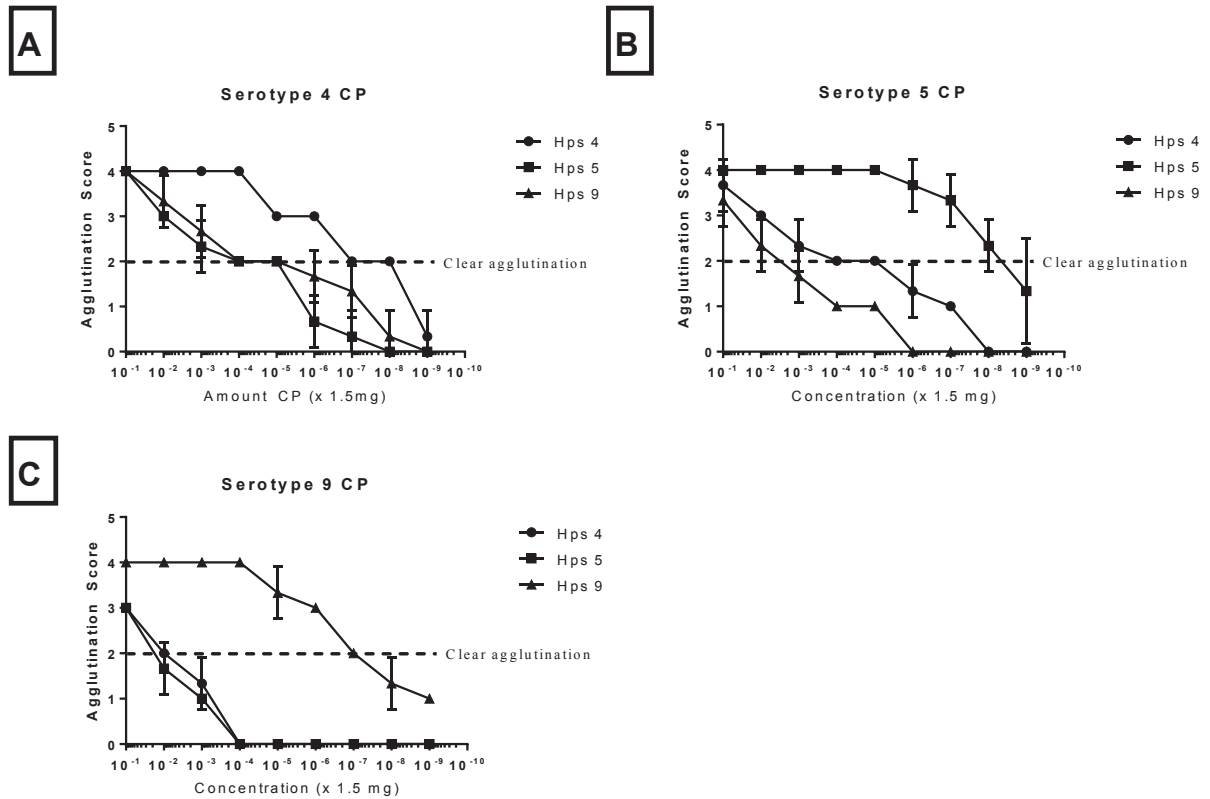 A
Serotype 4 CP
Agglutination Score
5
4
3
2
1
0
Hps 4
Hps 5
Hps 9
Clear agglutination
10-1 10-2 10-3 10-4 10-5 10-6 10-7 10-8 10-9 10-10
Amount CP (x 1.5mg)
B
Serotype 5 CP
Agglutination Score
5
4
3
2
1
0
Hps 4
Hps 5
Hps 9
Clear agglutination
10-1 10-2 10-3 10-4 10-5 10-6 10-7 10-8 10-9 10-10
Concentration (x 1.5 mg)
C
Serotype 9 CP
Agglutination Score
5
4
3
2
1
0
Hps 4
Hps 5
Hps 9
Clear agglutination
10-1 10-2 10-3 10-4 10-5 10-6 10-7 10-8 10-9 10-10
Concentration (x 1.5 mg)